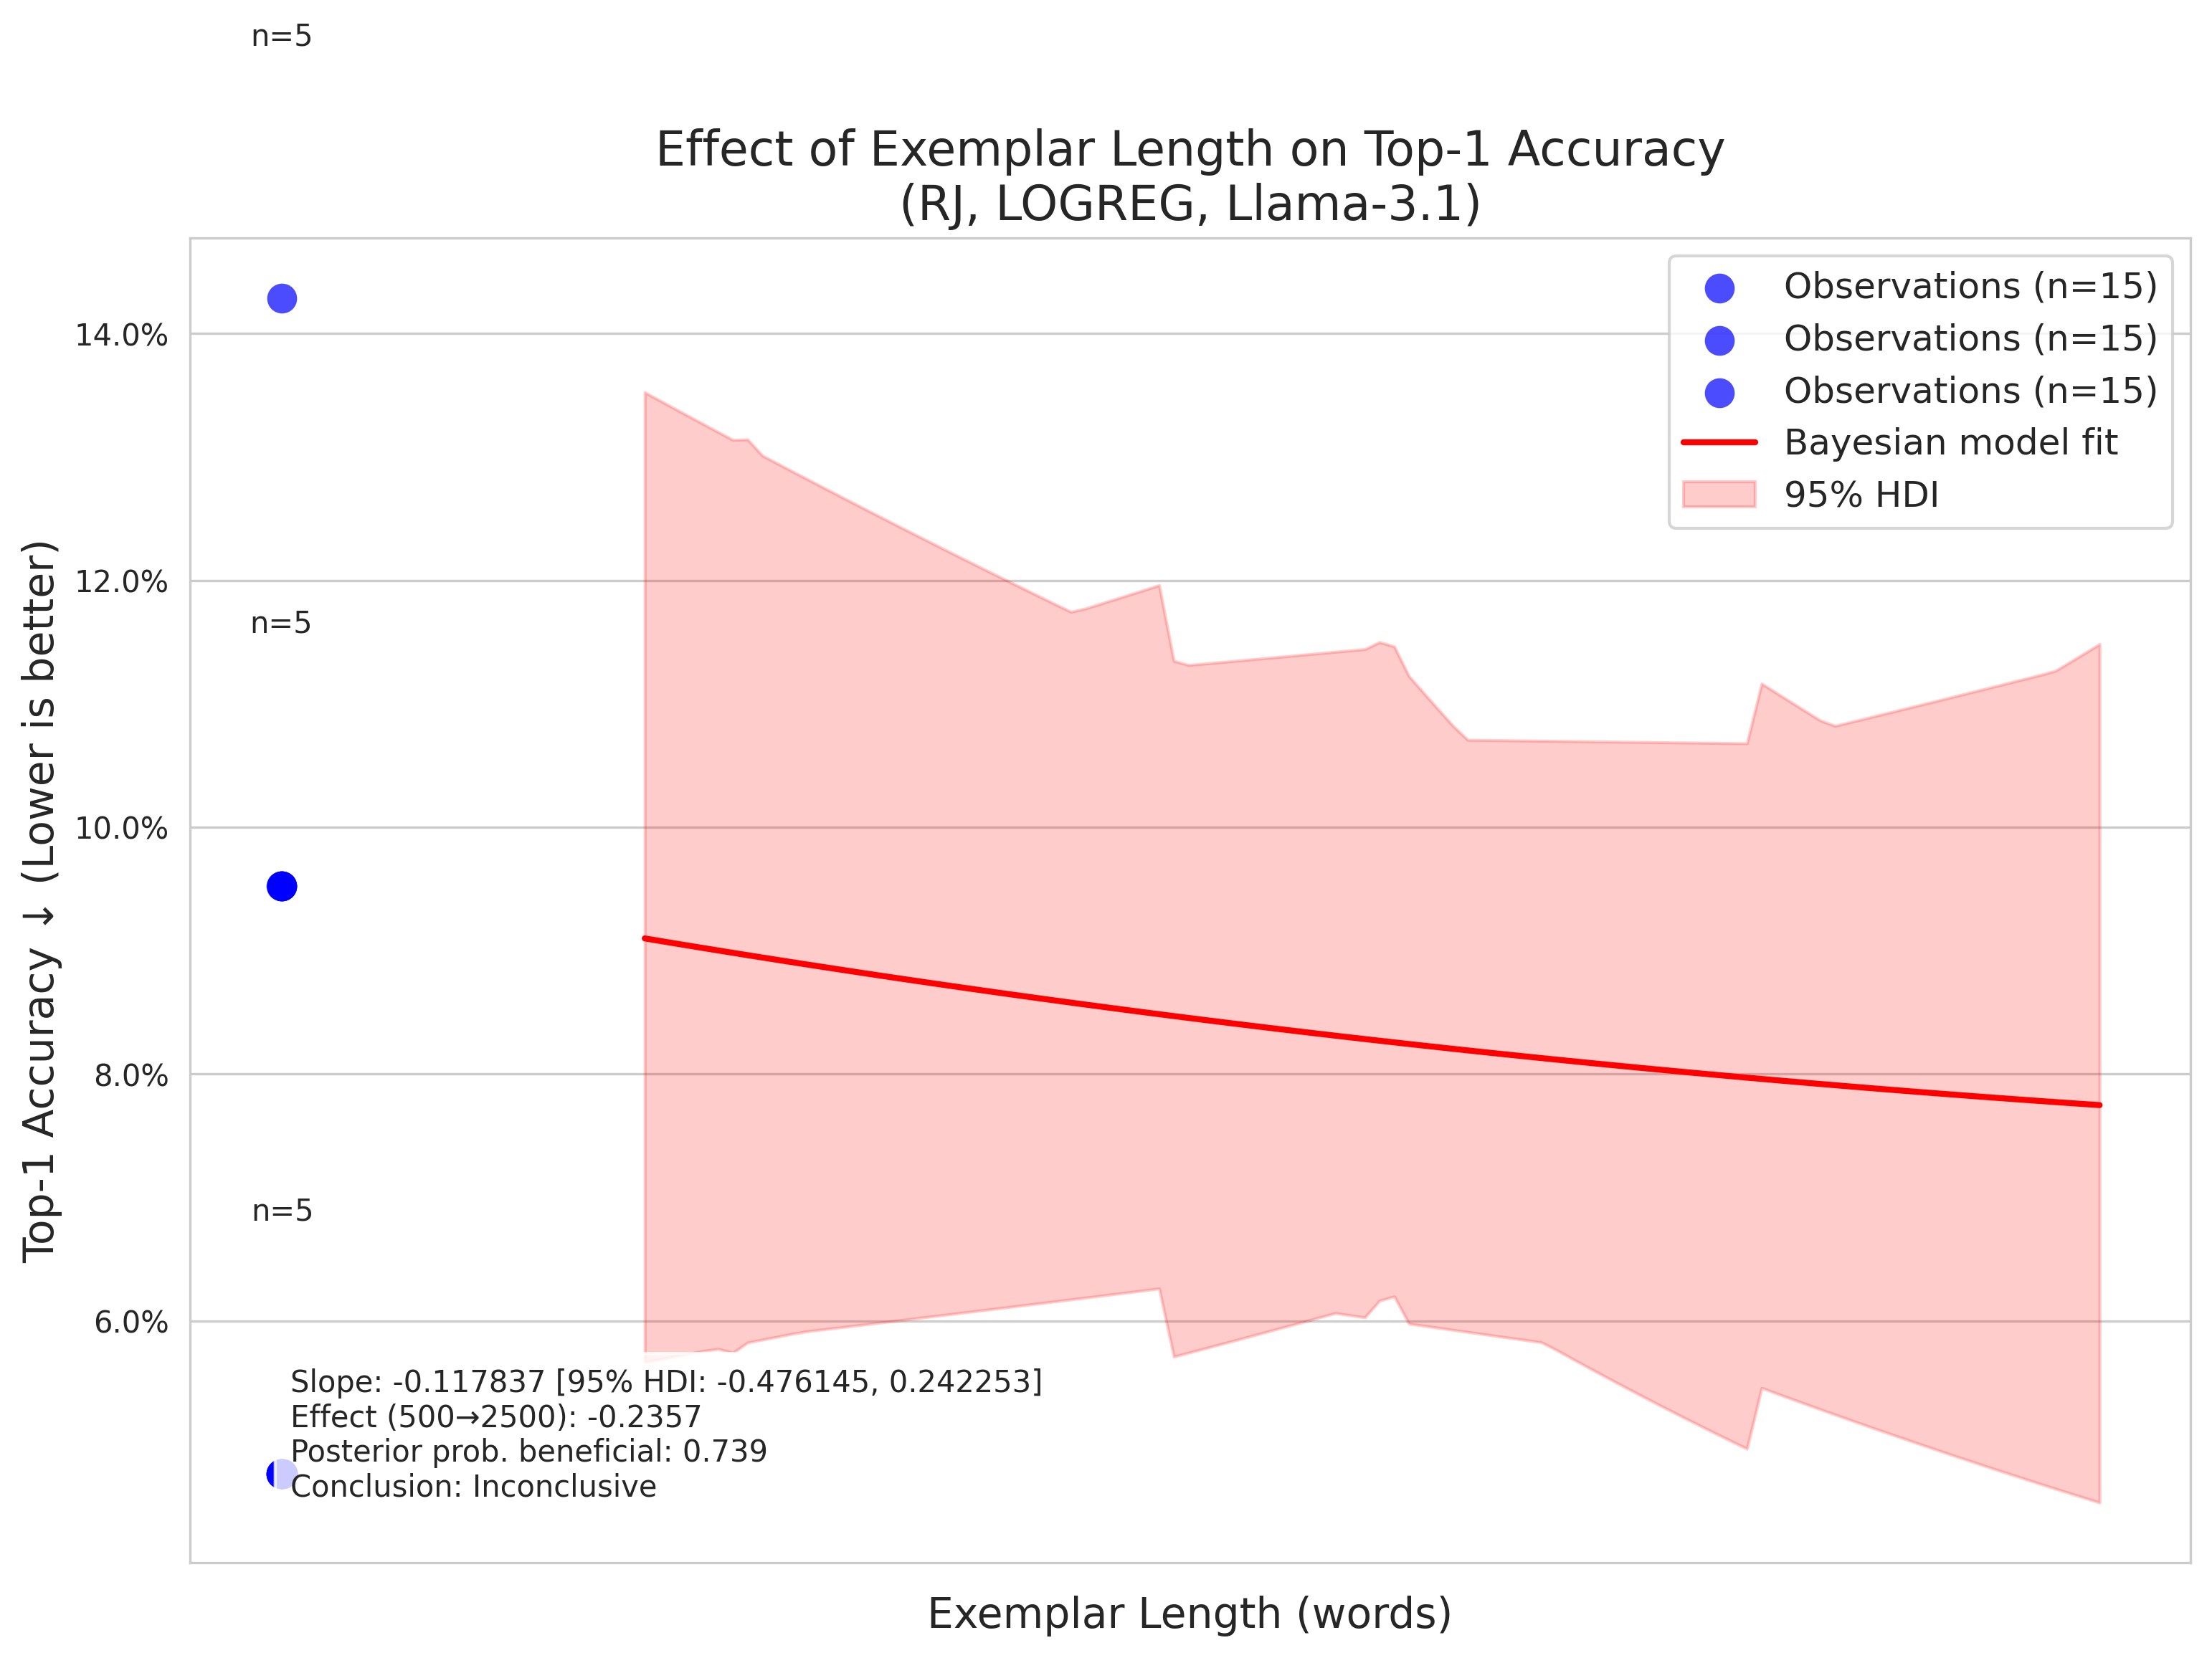 n=5
Effect of Exemplar Length on Top-1 Accuracy
(RJ, LOGREG, Llama-3.1)
Observations (n=15)
Observations (n=15)
Observations (n=15)
Bayesian model fit
95% HDI
14.0%
12.0%
10.0%
8.0%
6.0%
n=5
n=5
Top-1 Accuracy ↓ (Lower is better)
Slope: -0.117837 [95% HDI: -0.476145, 0.242253]
Effect (500→2500): -0.2357
Posterior prob. beneficial: 0.739
Conclusion: Inconclusive
Exemplar Length (words)